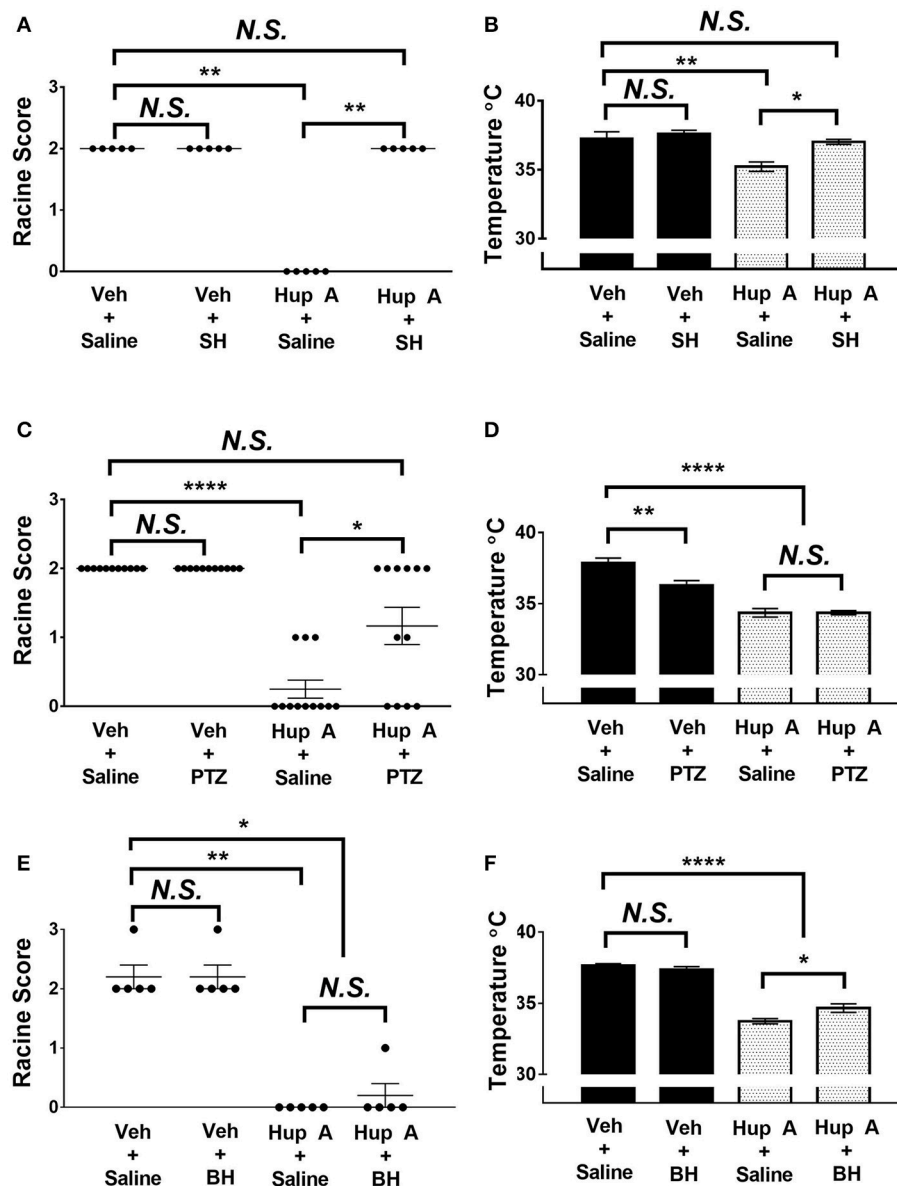 A
N.S.
**
N.S.
**
Racine Score
3
2
1
0
Veh + Saline
Veh + SH
Hup A + Saline
Hup A + SH
B
N.S.
**
N.S.
*
Temperature °C
40
35
30
Veh + Saline
Veh + SH
Hup A + Saline
Hup A + SH
C
N.S.
****
N.S.
*
Racine Score
3
2
1
0
Veh + Saline
Veh + PTZ
Hup A + Saline
Hup A + PTZ
D
****
**
N.S.
Temperature °C
40
35
30
Veh + Saline
Veh + PTZ
Hup A + Saline
Hup A + PTZ
E
*
**
N.S.
N.S.
Racine Score
3
2
1
0
Veh + Saline
Veh + BH
Hup A + Saline
Hup A + BH
F
****
N.S.
*
Temperature °C
40
35
30
Veh + Saline
Veh + BH
Hup A + Saline
Hup A + BH